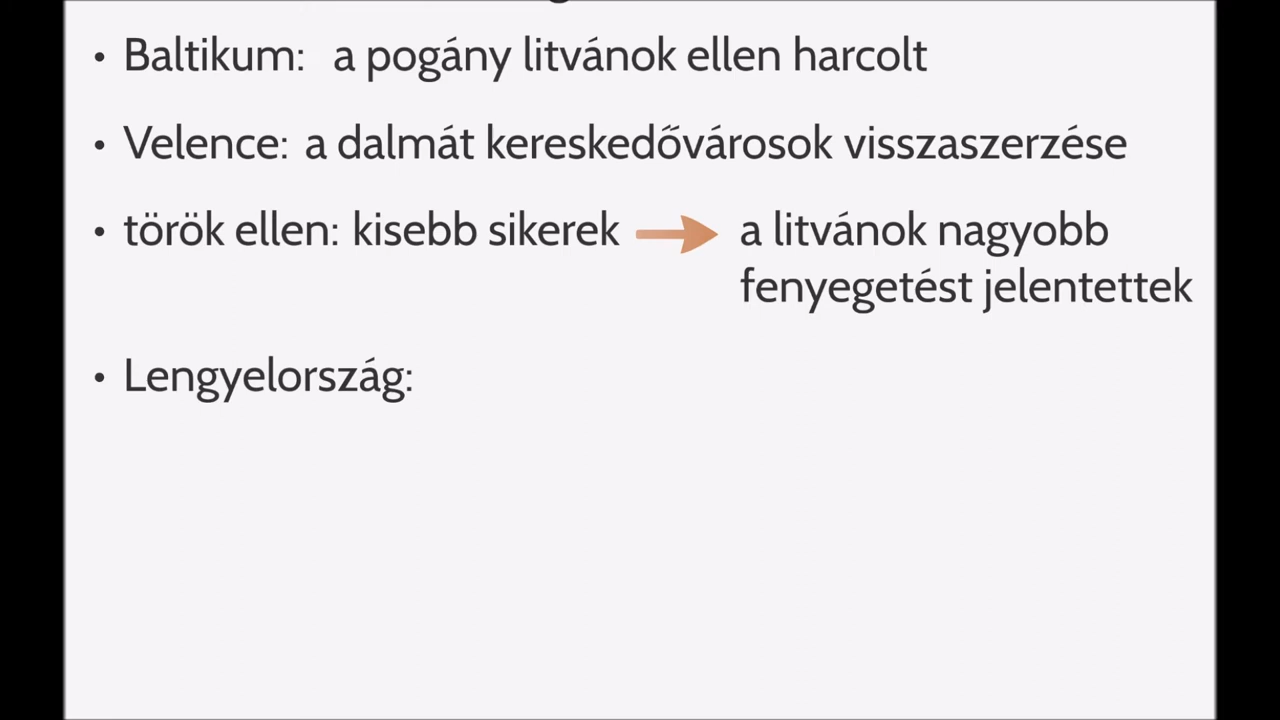 • Baltikum: a pogány litvánok ellen harcolt
• Velence: a dalmát kereskedővárosok visszaszerzése
• török ellen: kisebb sikerek → a litvánok nagyobb
fenyegetést jelentettek
• Lengyelország: